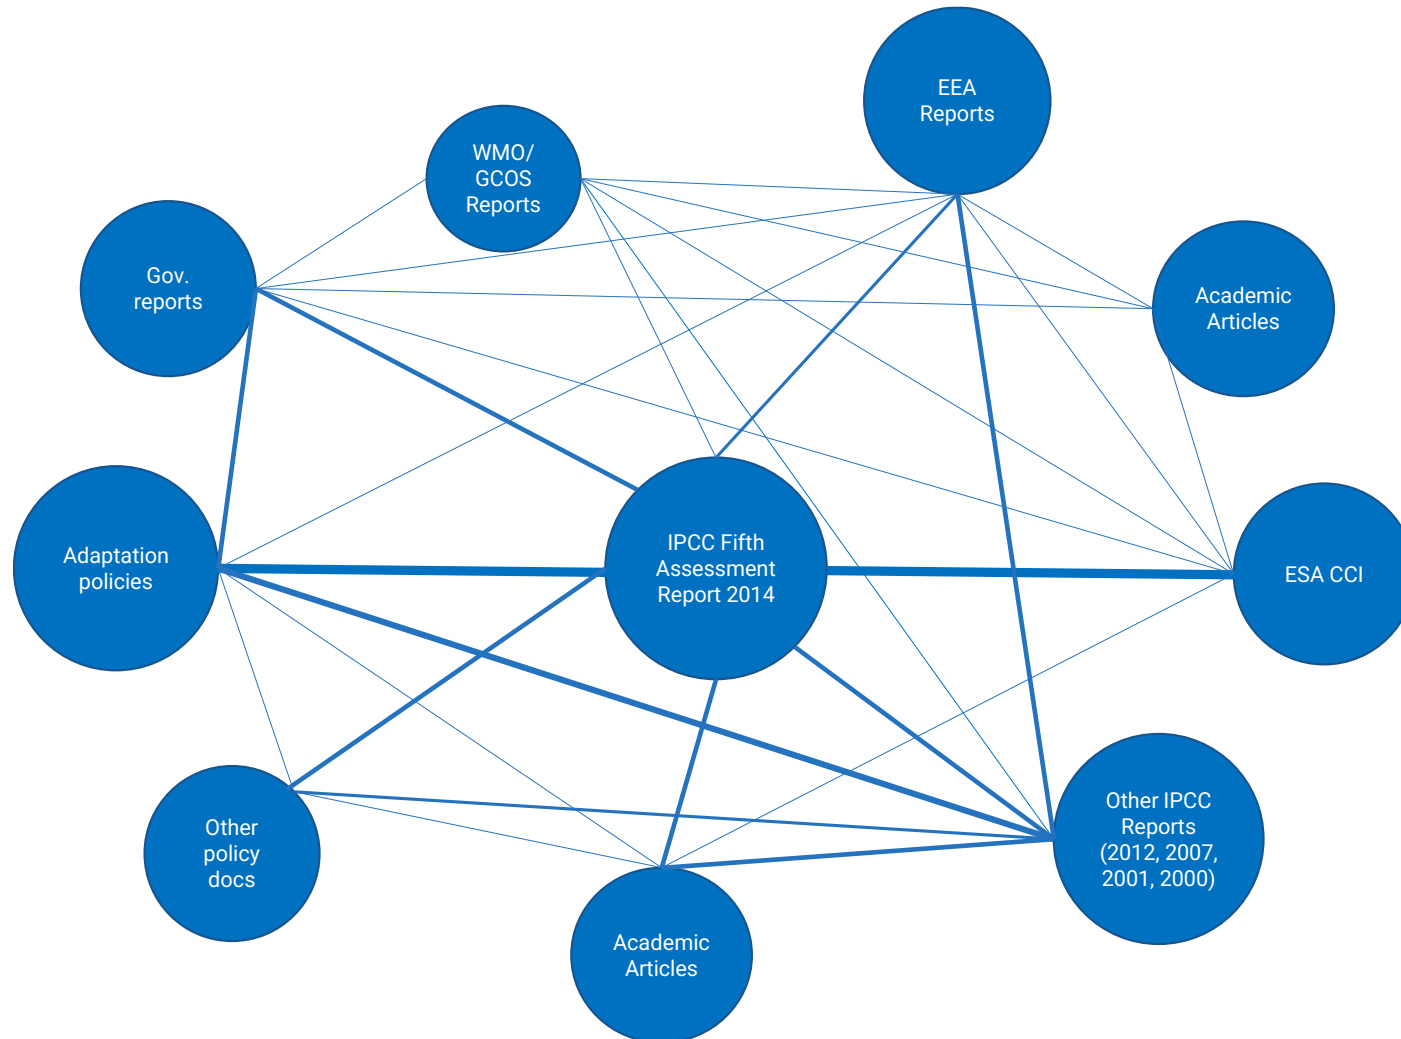 EEA
Reports
WMO/
GCOS
Reports
Gov.
reports
Academic
Articles
Adaptation
policies
IPCC Fifth
Assessment
Report 2014
ESA CCI
Other
policy
docs
Other IPCC
Reports
(2012, 2007,
2001, 2000)
Academic
Articles